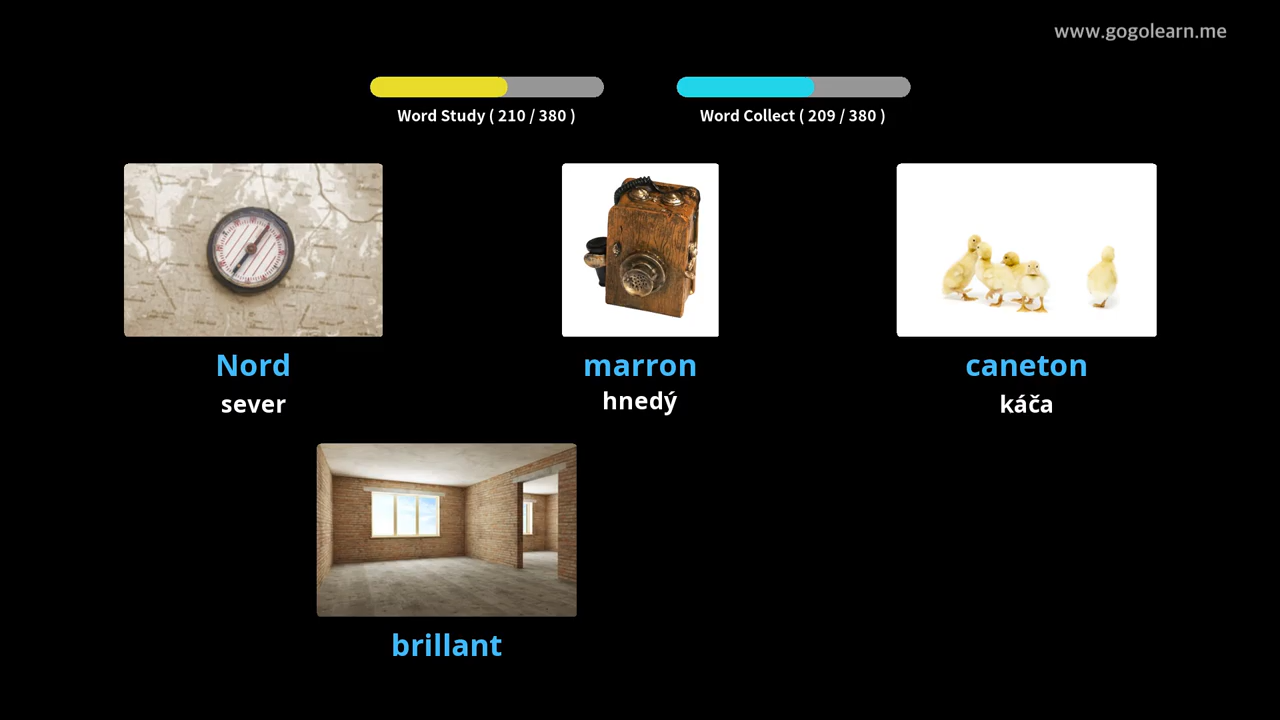 www.gogolearn.me
Word Study ( 210 / 380 )
Word Collect ( 209 / 380 )
Nord
sever
marron
hnedý
caneton
káča
brillant